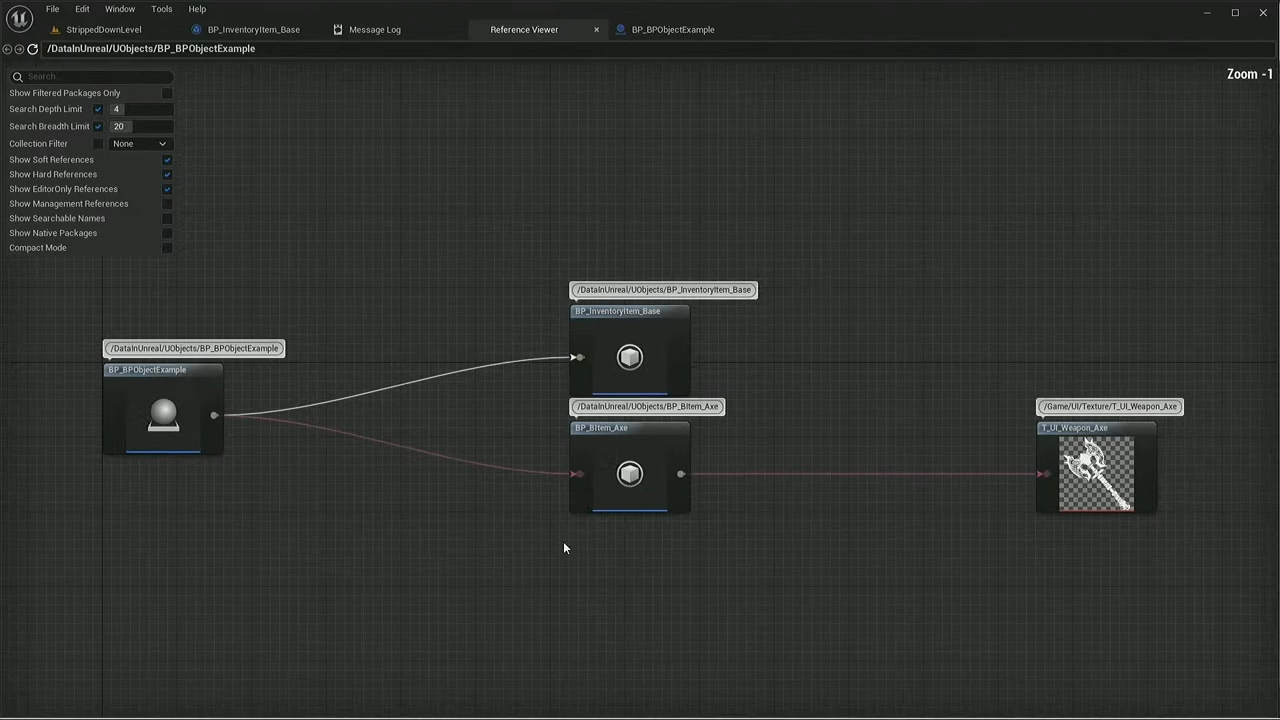 File Edit Window Tools Help
StrippedDownLevel BP_InventoryItem_Base Message Log Reference Viewer BP_BPObjectExample
/DataInUnreal/UObjects/BP_BPObjectExample
Search...
Zoom -1
Show Filtered Packages Only
Search Depth Limit 4
Search Breadth Limit 20
Collection Filter None
Show Soft References
Show Hard References
Show EditorOnly References
Show Management References
Show Searchable Names
Show Native Packages
Compact Mode
/DataInUnreal/UObjects/BP_InventoryItem_Base
BP_InventoryItem_Base
/DataInUnreal/UObjects/BP_BPObjectExample
BP_BPObjectExample
/DataInUnreal/UObjects/BP_BItem_Axe
BP_BItem_Axe
/Game/UI/Texture/T_UI_Weapon_Axe
T_UI_Weapon_Axe